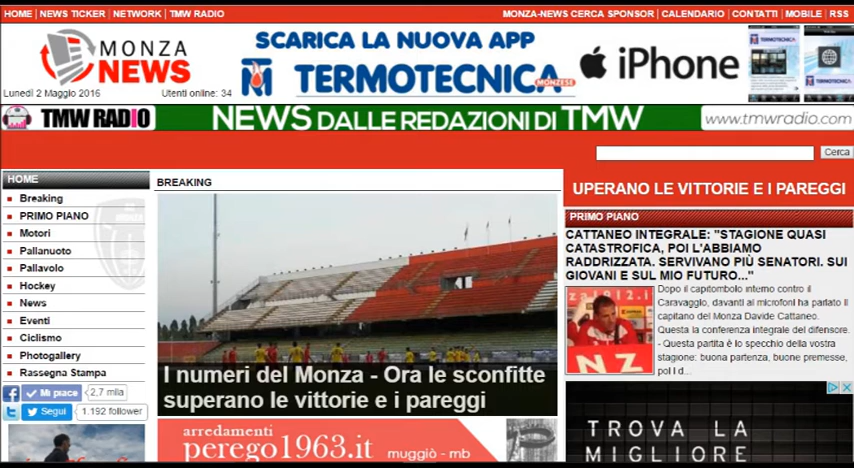 HOME | NEWS TICKER | NETWORK | TMW RADIO
MONZA-NEWS CERCA SPONSOR | CALENDARIO | CONTATTI | MOBILE | RSS
MONZA
NEWS
Lunedì 2 Maggio 2016
Utenti online: 34
SCARICA LA NUOVA APP
TERMOTECNICA
MONZESE
iPhone
TERMOTECNICA
TMW RADIO
NEWS DALLE REDAZIONI DI TMW
www.tmwradio.com
Cerca
HOME
Breaking
PRIMO PIANO
Motori
Pallanuoto
Pallavolo
Hockey
News
Eventi
Ciclismo
Photogallery
Rassegna Stampa
Mi piace
2,7 mila
Segui
1.192 follower
BREAKING
I numeri del Monza - Ora le sconfitte
superano le vittorie e i pareggi
arredamenti
perego1963.it
muggiò - mb
UPERANO LE VITTORIE E I PAREGGI
PRIMO PIANO
CATTANEO INTEGRALE: "STAGIONE QUASI
CATASTROFICA, POI L'ABBIAMO
RADDRIZZATA. SERVIVANO PIÙ SENATORI. SUI
GIOVANI E SUL MIO FUTURO..."
Dopo il capitombolo interno contro il
Caravaggio, davanti ai microfoni ha parlato il
capitano del Monza Davide Cattaneo.
Questa la conferenza integrale del difensore.
- Questa partita è lo specchio della vostra
stagione: buona partenza, buone premesse,
poi I d...
TROVA LA
MIGLIORE